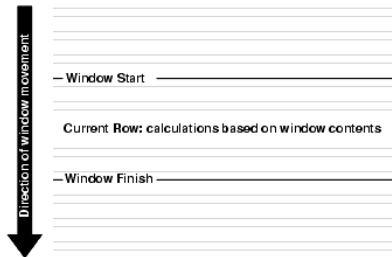 Direction of window movement
Window Start
Current Row: calculations based on window contents
Window Finish